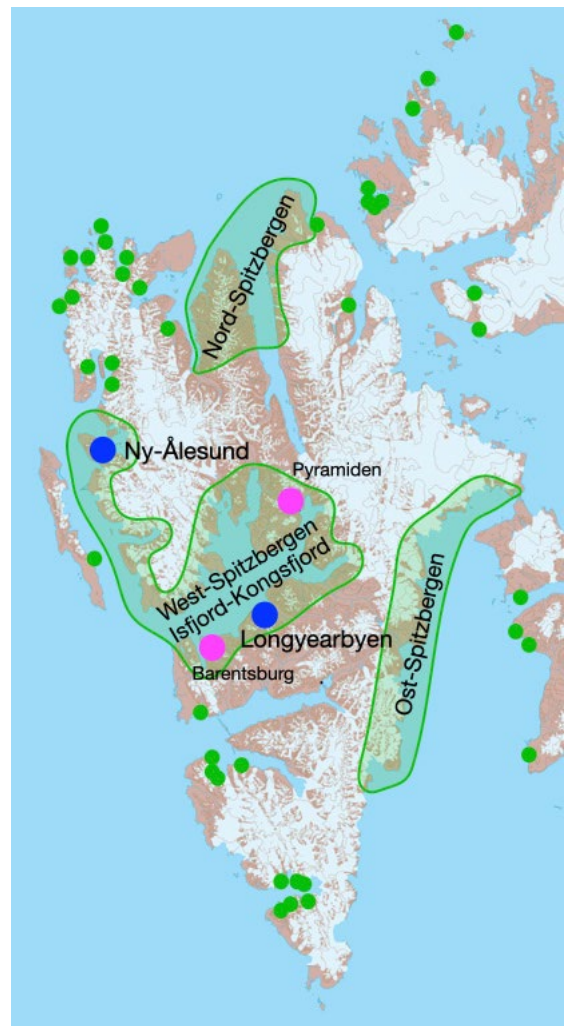 Nord-Spitzbergen
Ny-Ålesund
Pyramiden
West-Spitzbergen
Isfjord-Kongsfjord
Longyearbyen
Barentsburg
Ost-Spitzbergen